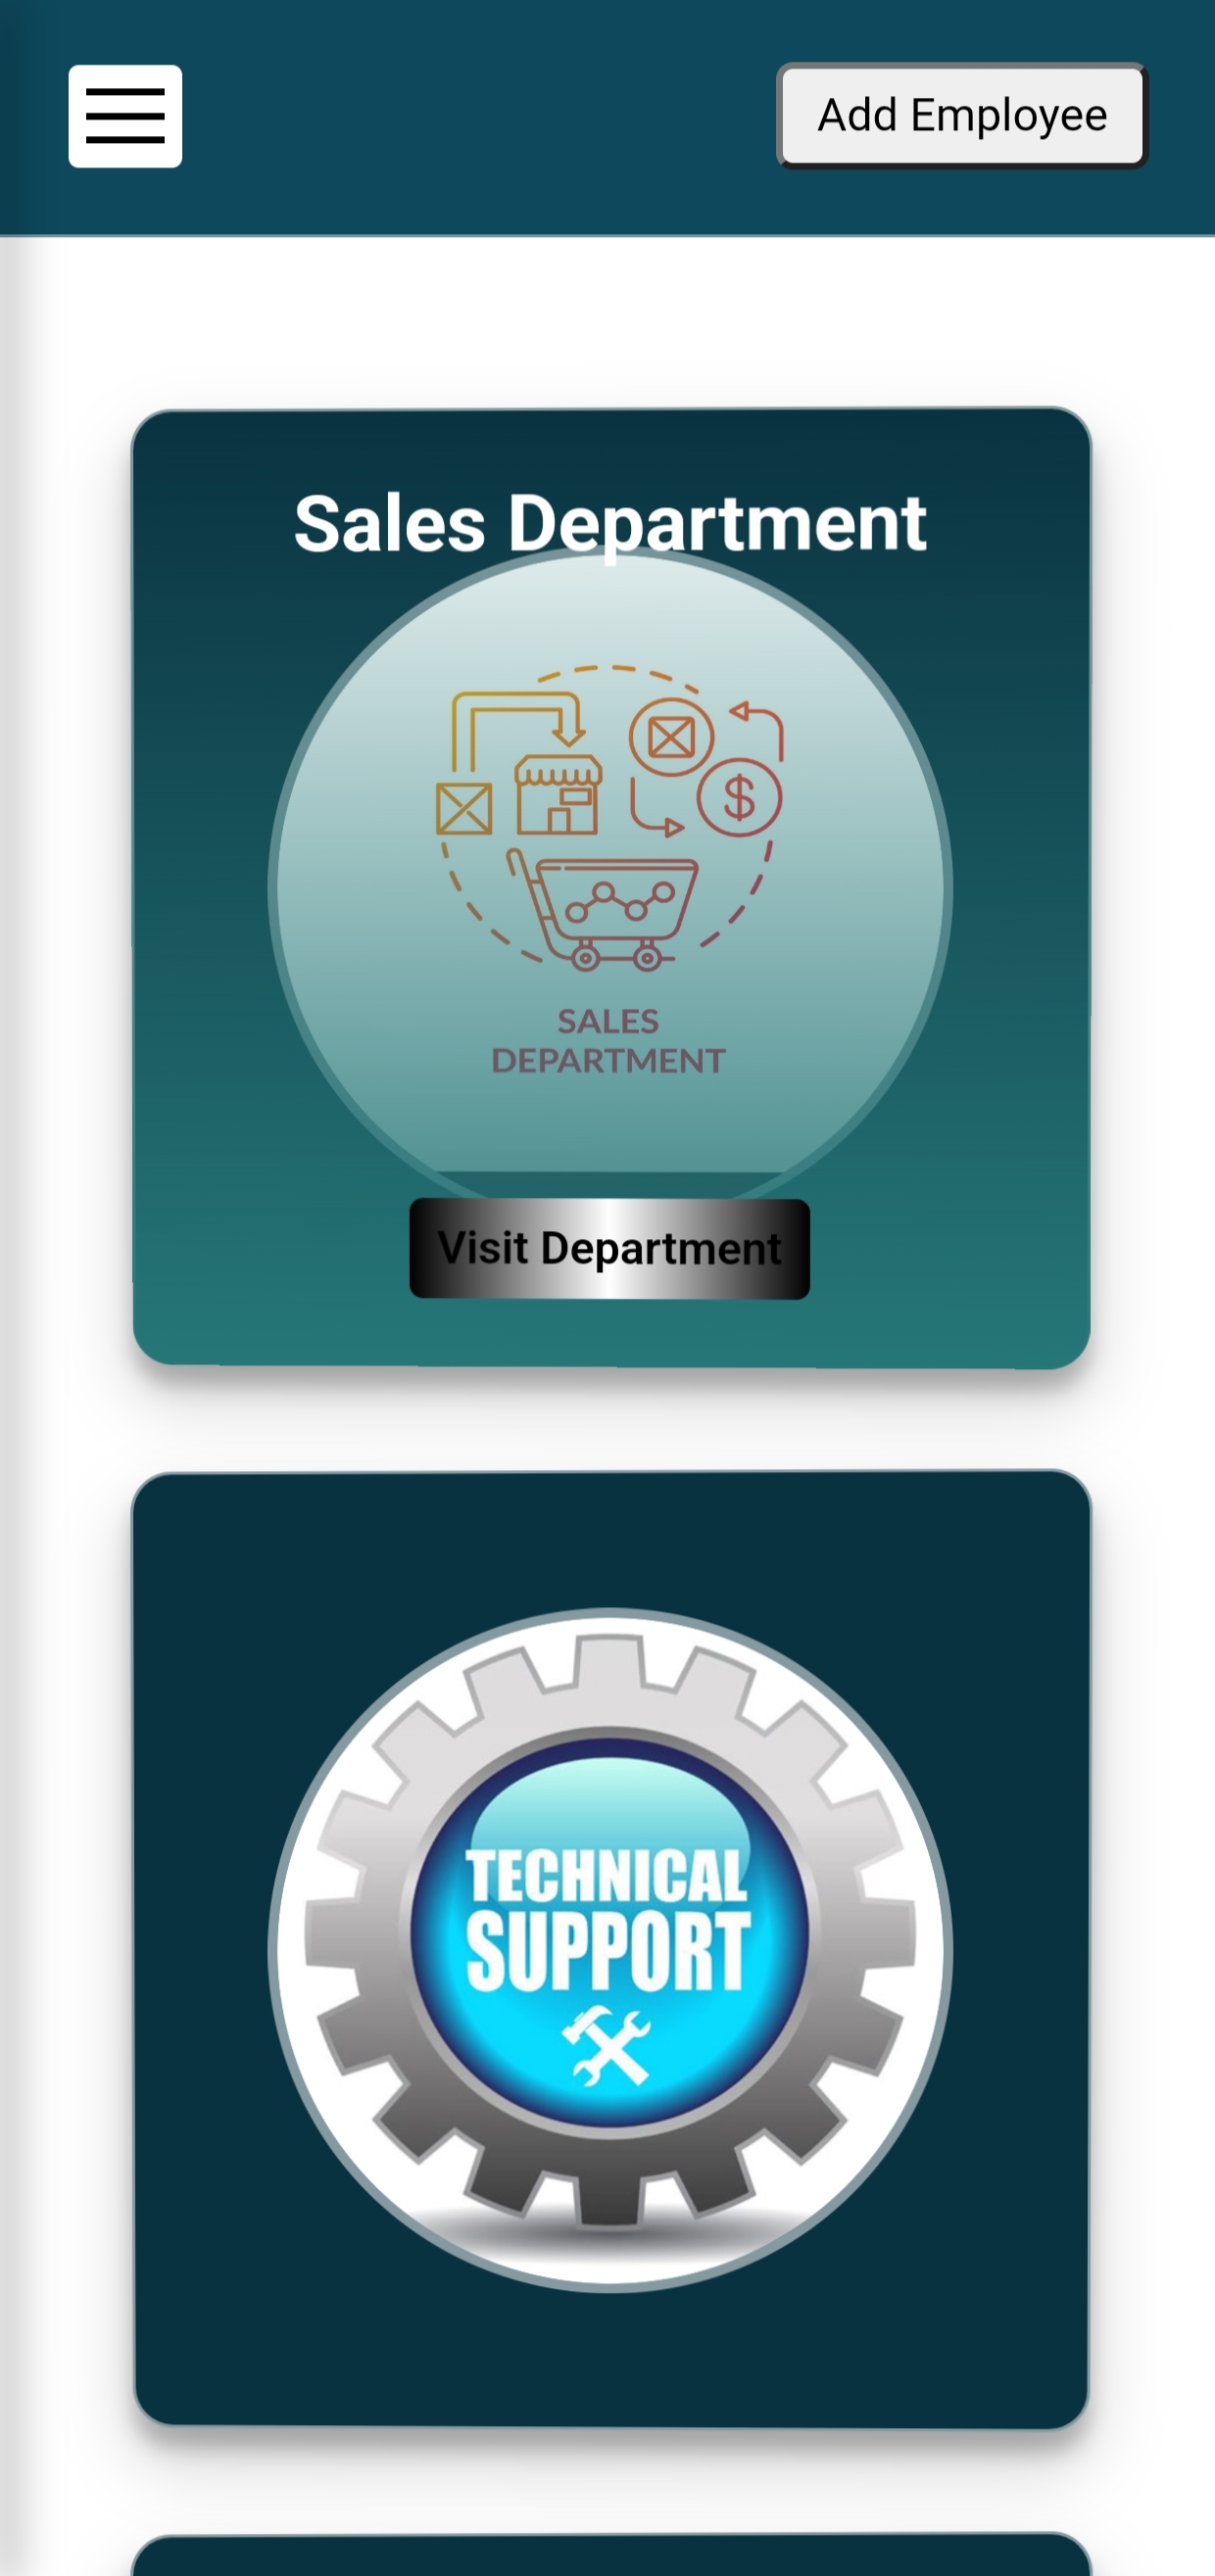 Add Employee
Sales Department
SALES
DEPARTMENT
Visit Department
TECHNICAL
SUPPORT